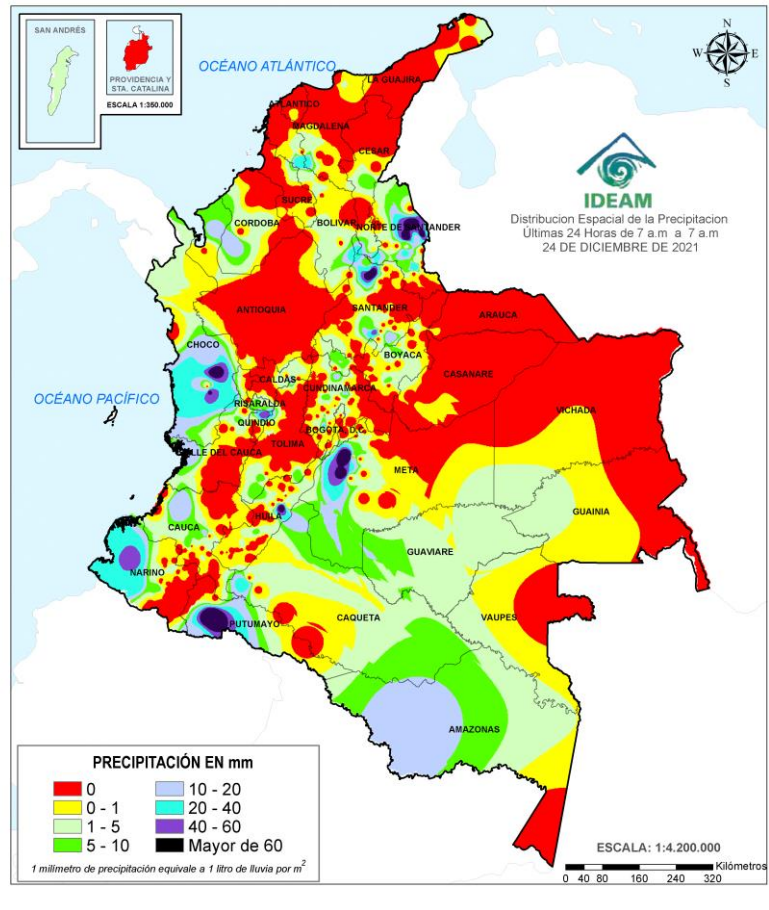 SAN ANDRÉS
PROVIDENCIA Y
STA. CATALINA
ESCALA 1:350.000
N
W
E
S
OCÉANO ATLÁNTICO
LA GUAJIRA
ATLANTICO
MAGDALENA
CESAR
IDEAM
Distribucion Espacial de la Precipitacion
Últimas 24 Horas de 7 a.m a 7 a.m
24 DE DICIEMBRE DE 2021
SUCRE
CORDOBA
BOLIVAR
NORTE DE SANTANDER
ANTIOQUIA
SANTANDER
ARAUCA
CHOCO
BOYACA
CASANARE
CALDAS
CUNDINAMARCA
OCÉANO PACÍFICO
RISARALDA
VICHADA
QUINDIO
BOGOTA, D.C.
TOLIMA
VALLE DEL CAUCA
META
GUAINIA
HUILA
CAUCA
GUAVIARE
NARINO
CAQUETA
VAUPES
PUTUMAYO
AMAZONAS
PRECIPITACIÓN EN mm
0
10 - 20
0 - 1
20 - 40
1 - 5
40 - 60
5 - 10
Mayor de 60
1 milímetro de precipitación equivale a 1 litro de lluvia por m2
ESCALA: 1:4.200.000
Kilómetros
0 40 80 160 240 320